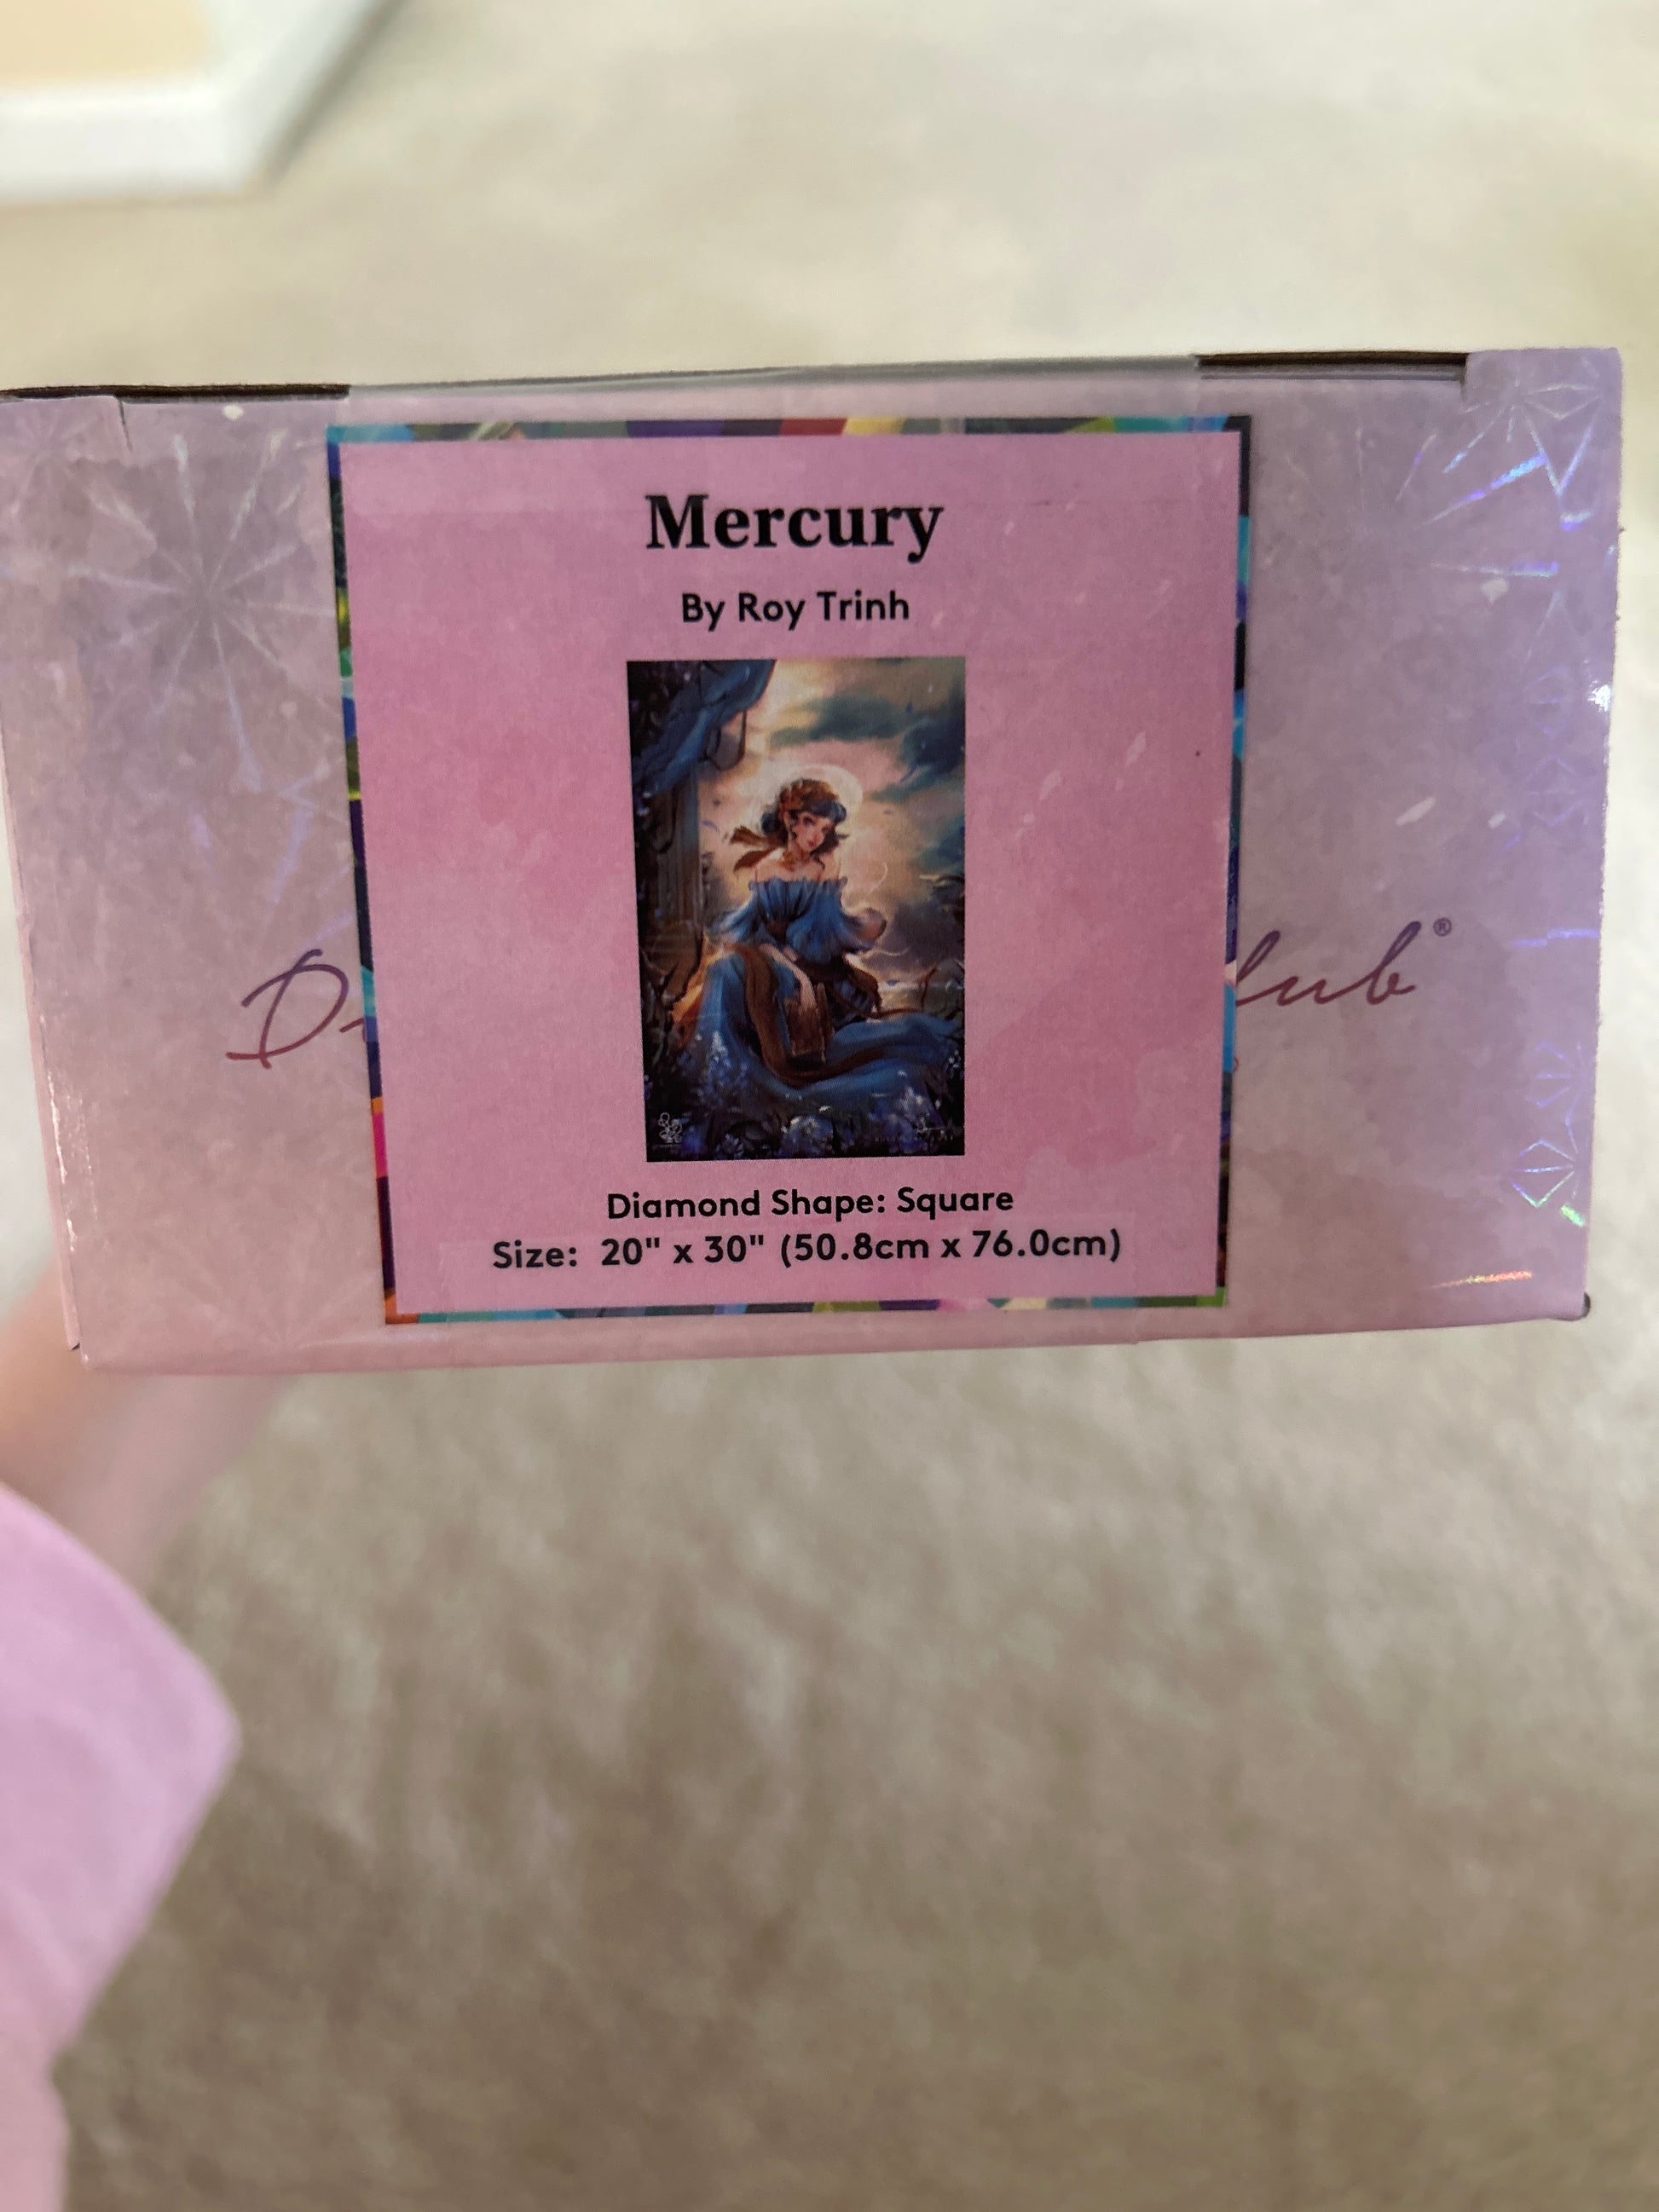 Mercury
By Roy Trinh
Diamond Shape: Square
Size: 20" x 30" (50.8cm x 76.0cm)